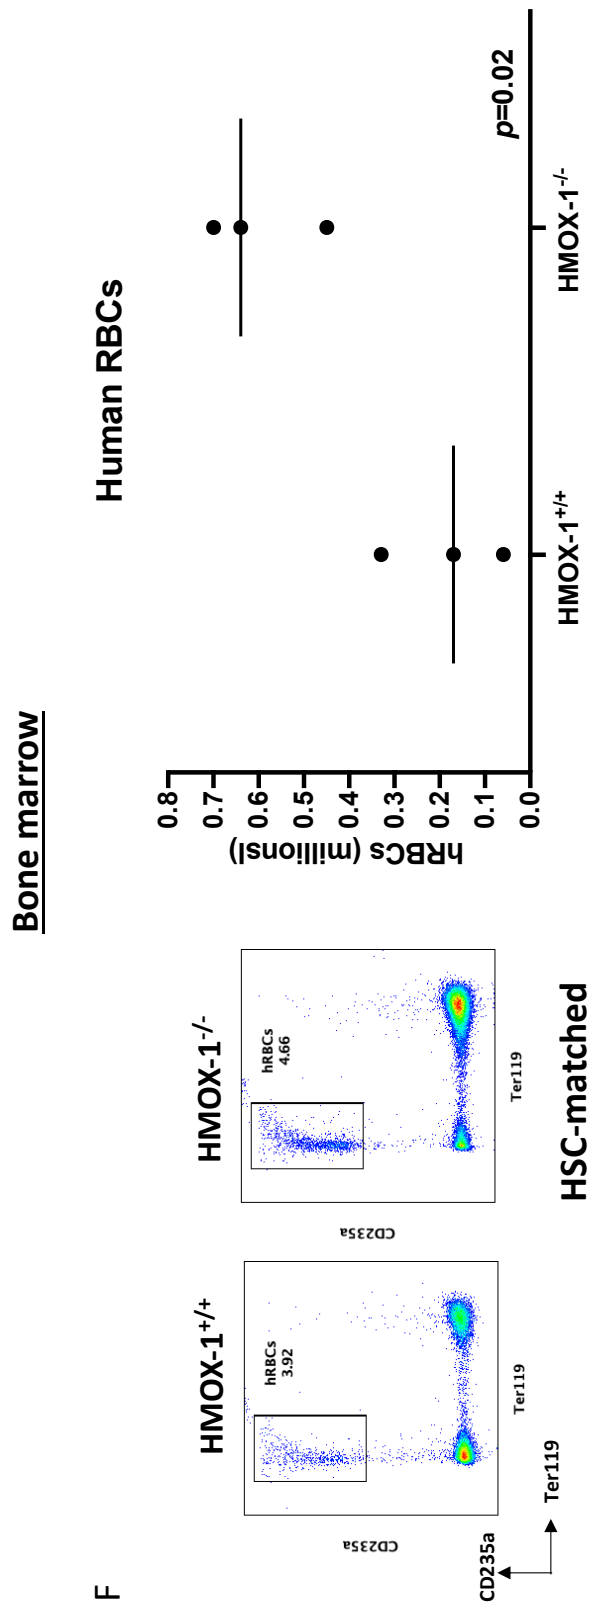 F
Bone marrow
HMOX-1+/+
HMOX-1-/-
hRBCs
3.92
hRBCs
4.66
CD235a
CD235a
Ter119
Ter119
CD235a
Ter119
HSC-matched
Human RBCs
hRBCs (millionsl)
0.8
0.7
0.6
0.5
0.4
0.3
0.2
0.1
0.0
p=0.02
HMOX-1+/+
HMOX-1-/-